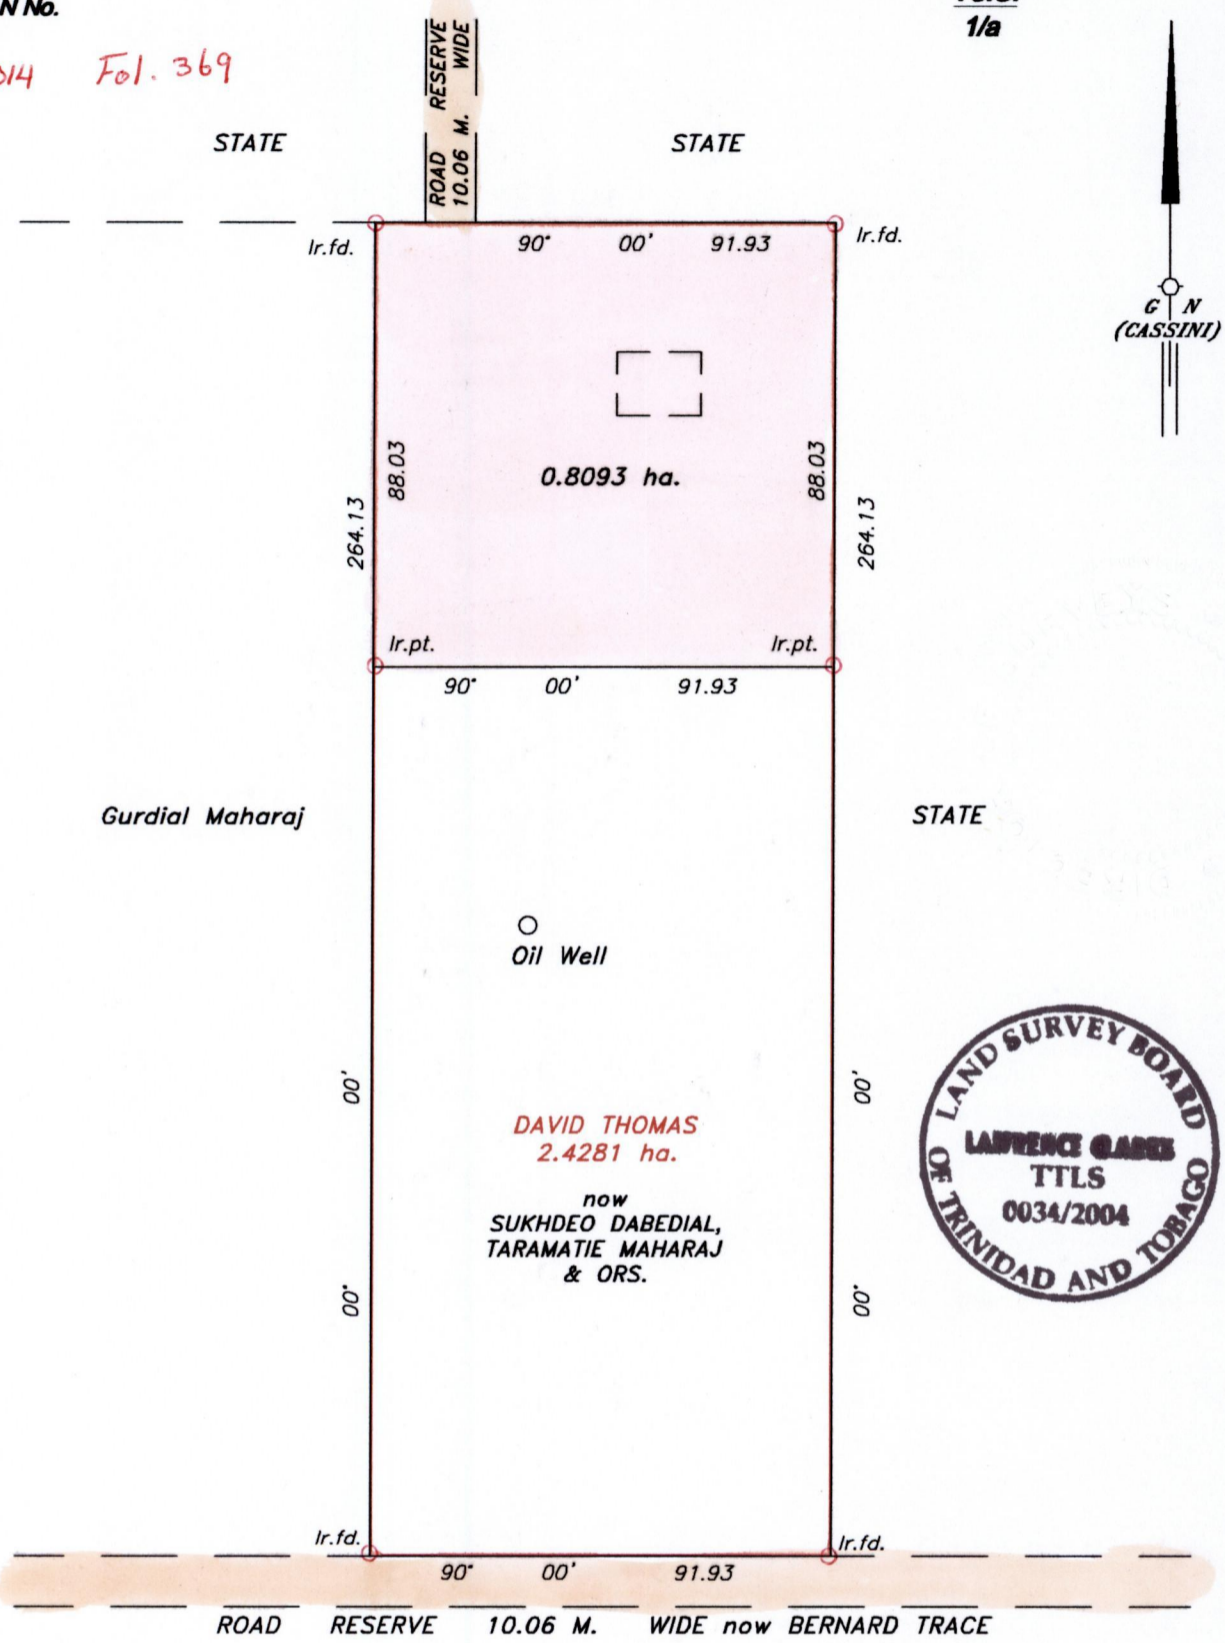 N No.
1/a
014 Fol. 369
ROAD RESERVE
10.06 M. WIDE
STATE
STATE
Ir.fd.
90° 00' 91.93
Ir.fd.
G N
(CASSINI)
88.03
264.13
0.8093 ha.
88.03
264.13
Ir.pt.
Ir.pt.
90° 00' 91.93
Gurdial Maharaj
STATE
Oil Well
00° 00'
00° 00'
DAVID THOMAS
2.4281 ha.
now
SUKHDEO DABEDIAL,
TARAMATIE MAHARAJ
& ORS.
LAND SURVEY BOARD
LAWRENCE
TTLS
0034/2004
OF TRINIDAD AND TOBAGO
Ir.fd.
Ir.fd.
90° 00' 91.93
ROAD RESERVE 10.06 M. WIDE now BERNARD TRACE